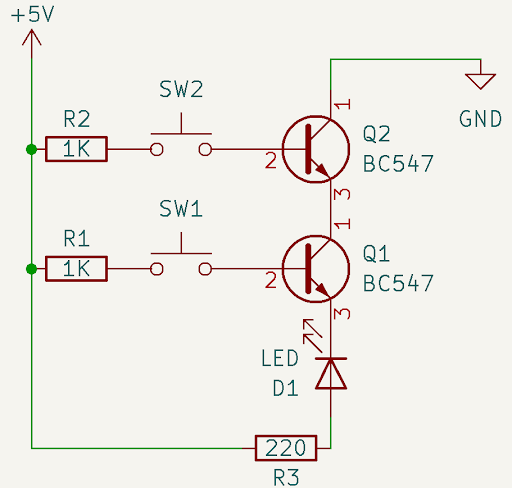 +5V
SW2
R2
1K
1
Q2
BC547
GND
2
3
SW1
R1
1K
1
Q1
BC547
2
3
LED
D1
220
R3